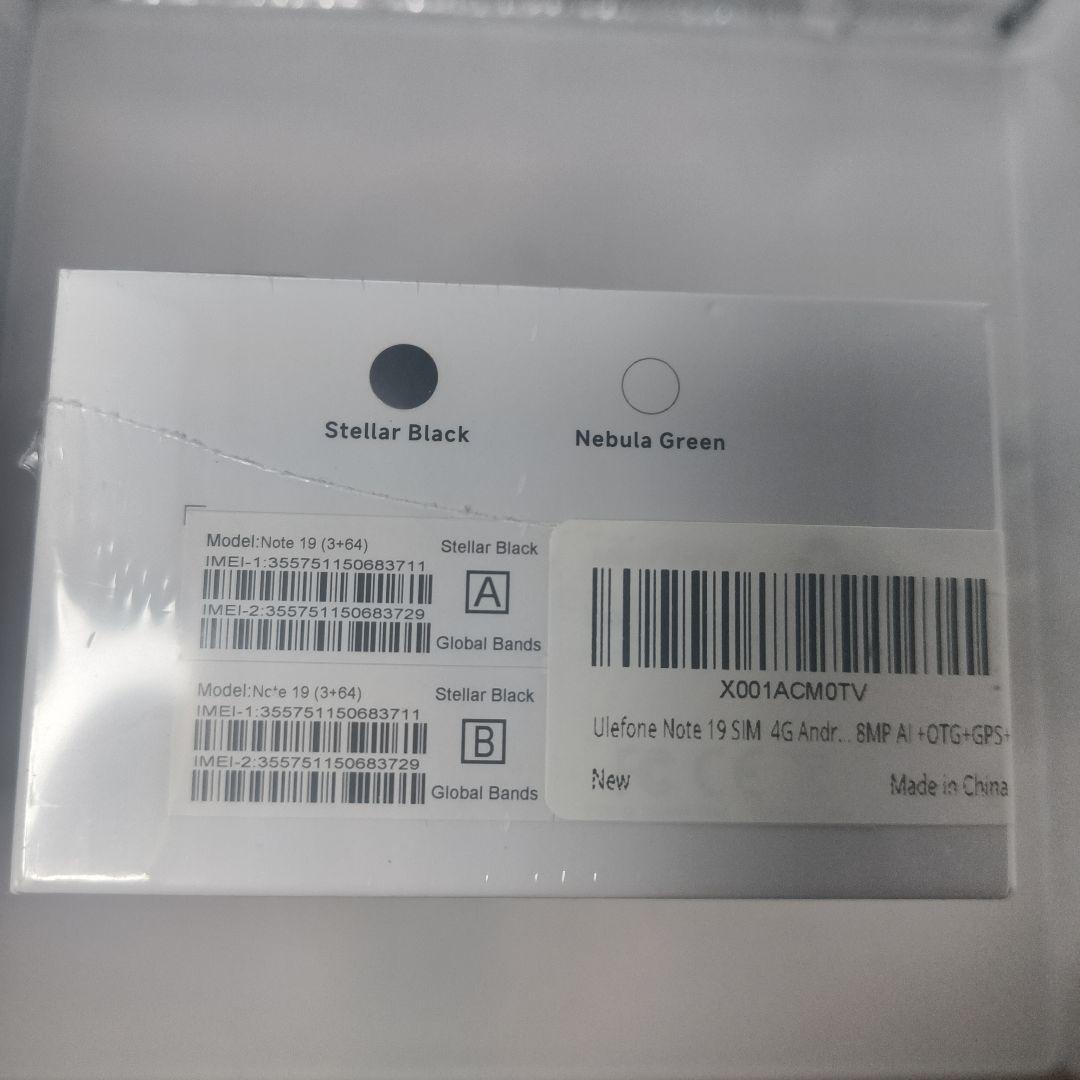 Stellar Black
Nebula Green
Model:Note 19 (3+64)
Stellar Black
IMEI-1:355751150683711
A
IMEI-2:355751150683729
Global Bands
Model:Note 19 (3+64)
Stellar Black
IMEI-1:355751150683711
B
IMEI-2:355751150683729
Global Bands
X001ACM0TV
Ulefone Note 19 SIM 4G Andr... 8MP AI +OTG+GPS+
New
Made in China